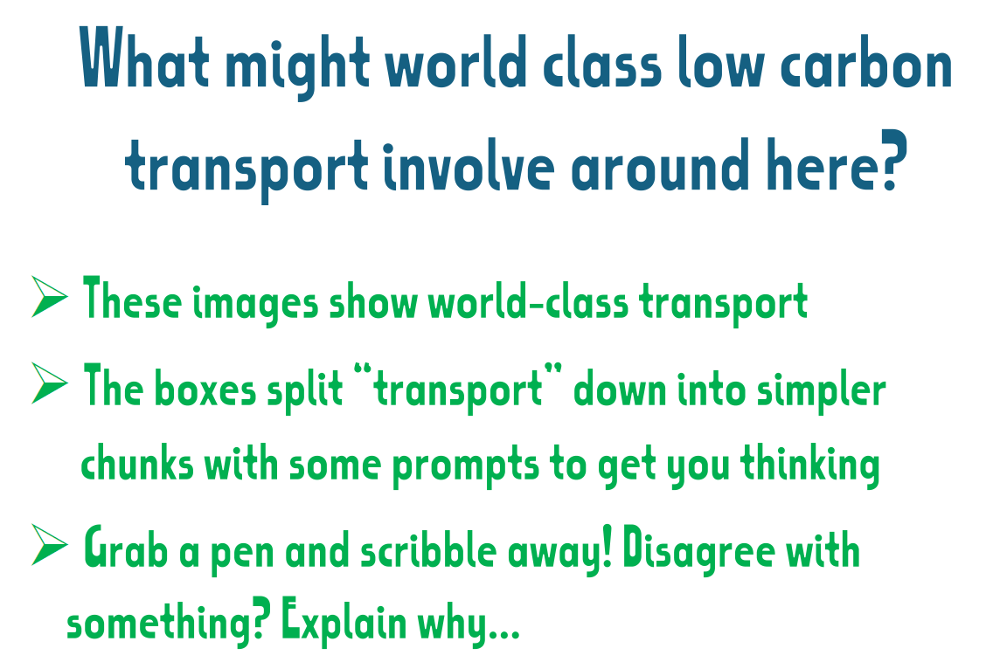 What might world class low carbon
transport involve around here?
➢ These images show world-class transport
➢ The boxes split “transport” down into simpler
chunks with some prompts to get you thinking
➢ Grab a pen and scribble away! Disagree with
something? Explain why...